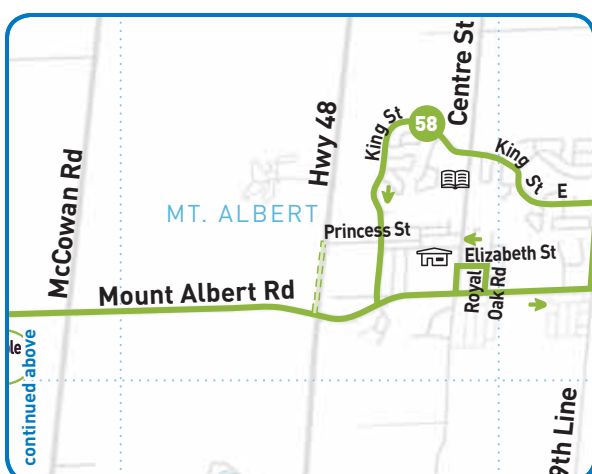 Centre St
58
King St
Hwy 48
King
St
E
McCowan Rd
MT. ALBERT
Princess St
Elizabeth St
Royal
Oak Rd
Mount Albert Rd
continued above
9th Line